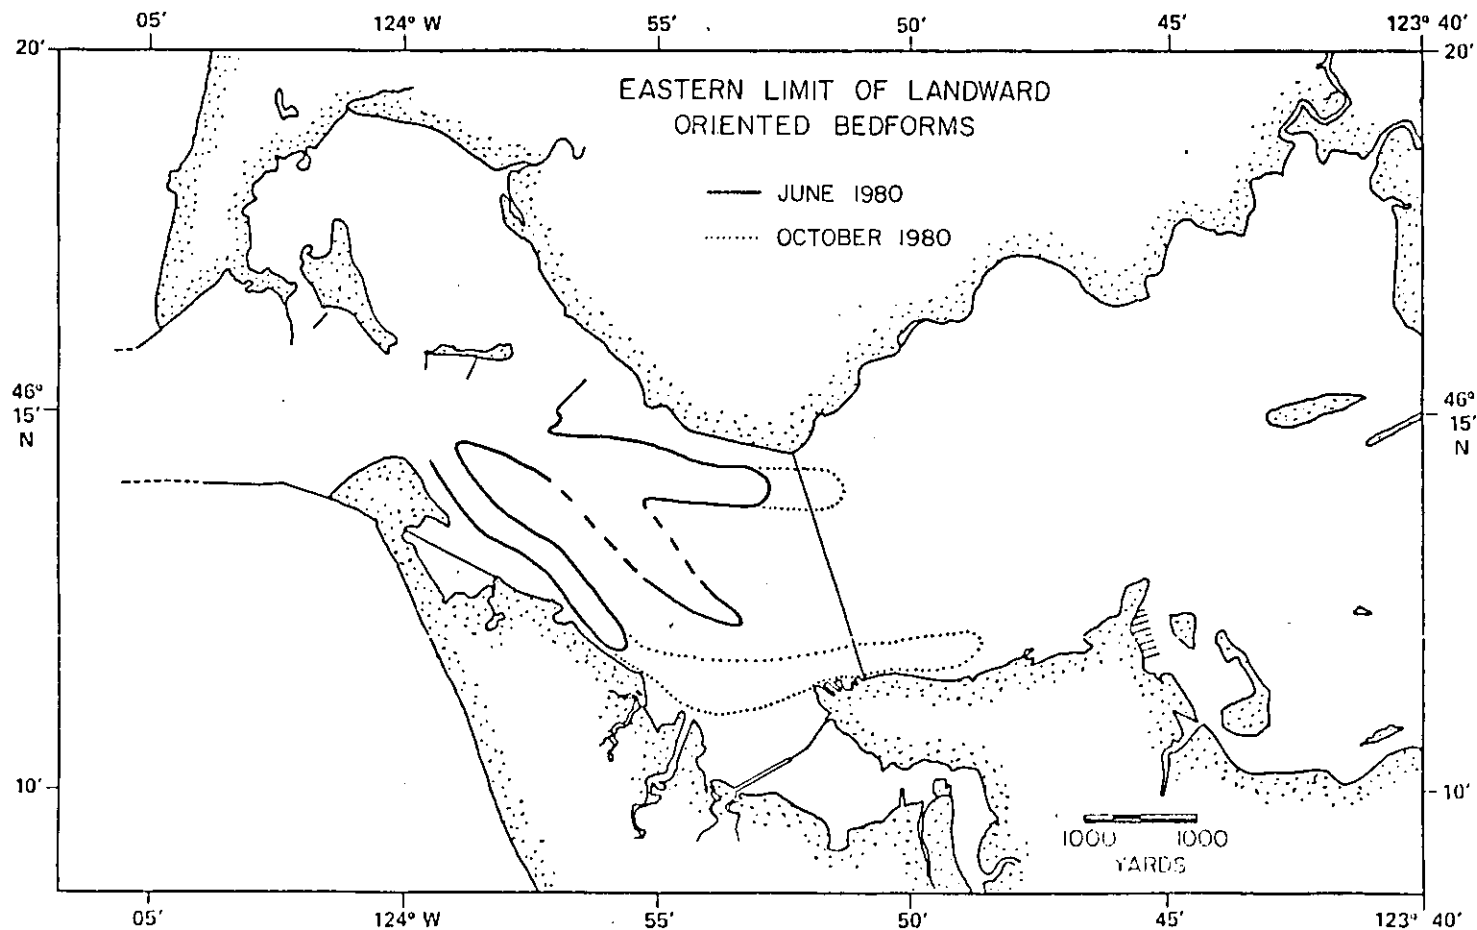 05' 124° W 55' 50' 45' 123° 40'
20' 20'
EASTERN LIMIT OF LANDWARD
ORIENTED BEDFORMS
JUNE 1980
OCTOBER 1980
46° 46°
15' 15'
N N
10' 10'
1000 1000
YARDS
05' 124° W 55' 50' 45' 123° 40'